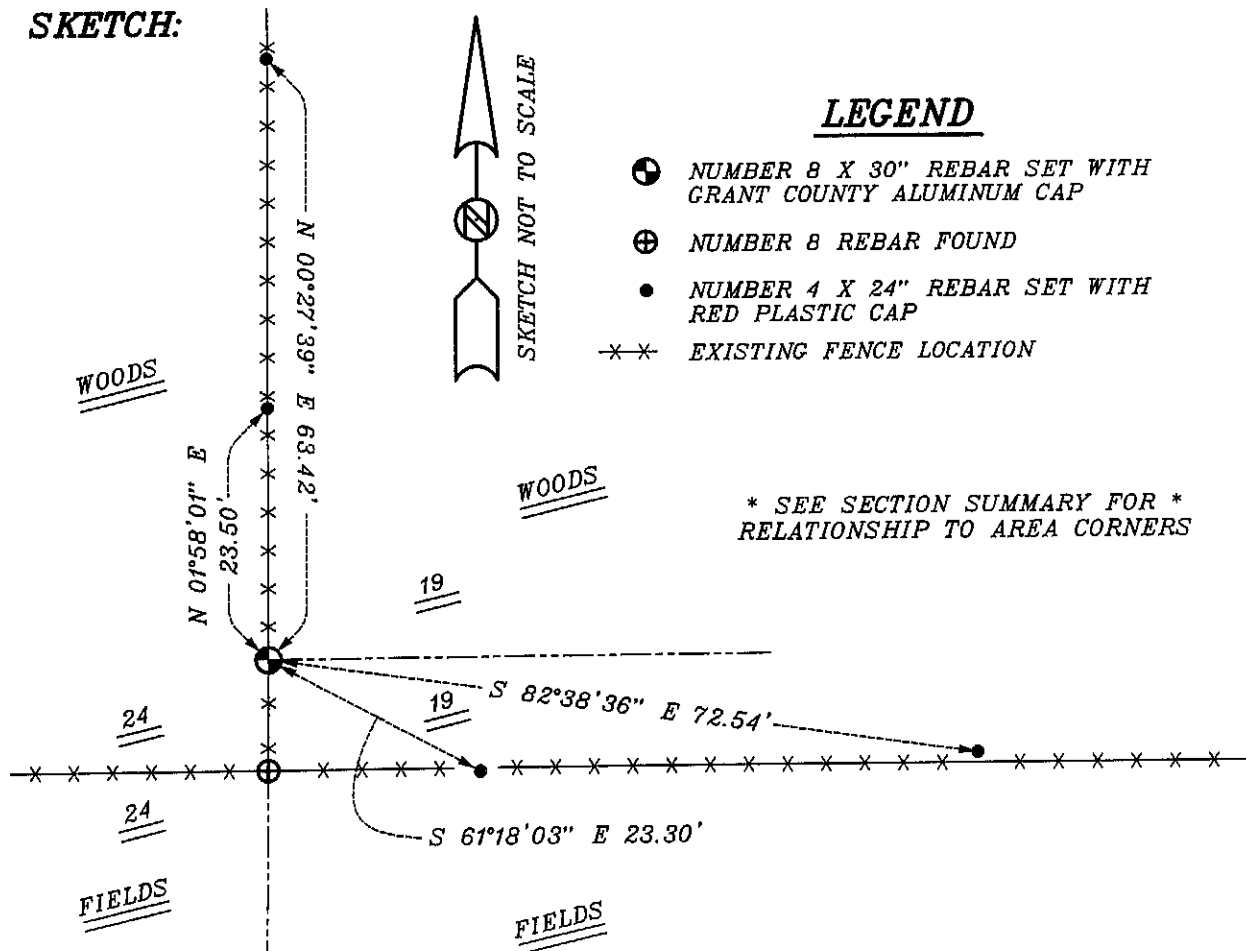 SKETCH:
SKETCH NOT TO SCALE
LEGEND
NUMBER 8 X 30" REBAR SET WITH
GRANT COUNTY ALUMINUM CAP
NUMBER 8 REBAR FOUND
NUMBER 4 X 24" REBAR SET WITH
RED PLASTIC CAP
EXISTING FENCE LOCATION
N 00°27'39" E 63.42'
WOODS
N 01°58'01" E
23.50'
WOODS
* SEE SECTION SUMMARY FOR *
RELATIONSHIP TO AREA CORNERS
19
S 82°38'36" E 72.54'
19
24
24
S 61°18'03" E 23.30'
FIELDS
FIELDS
N